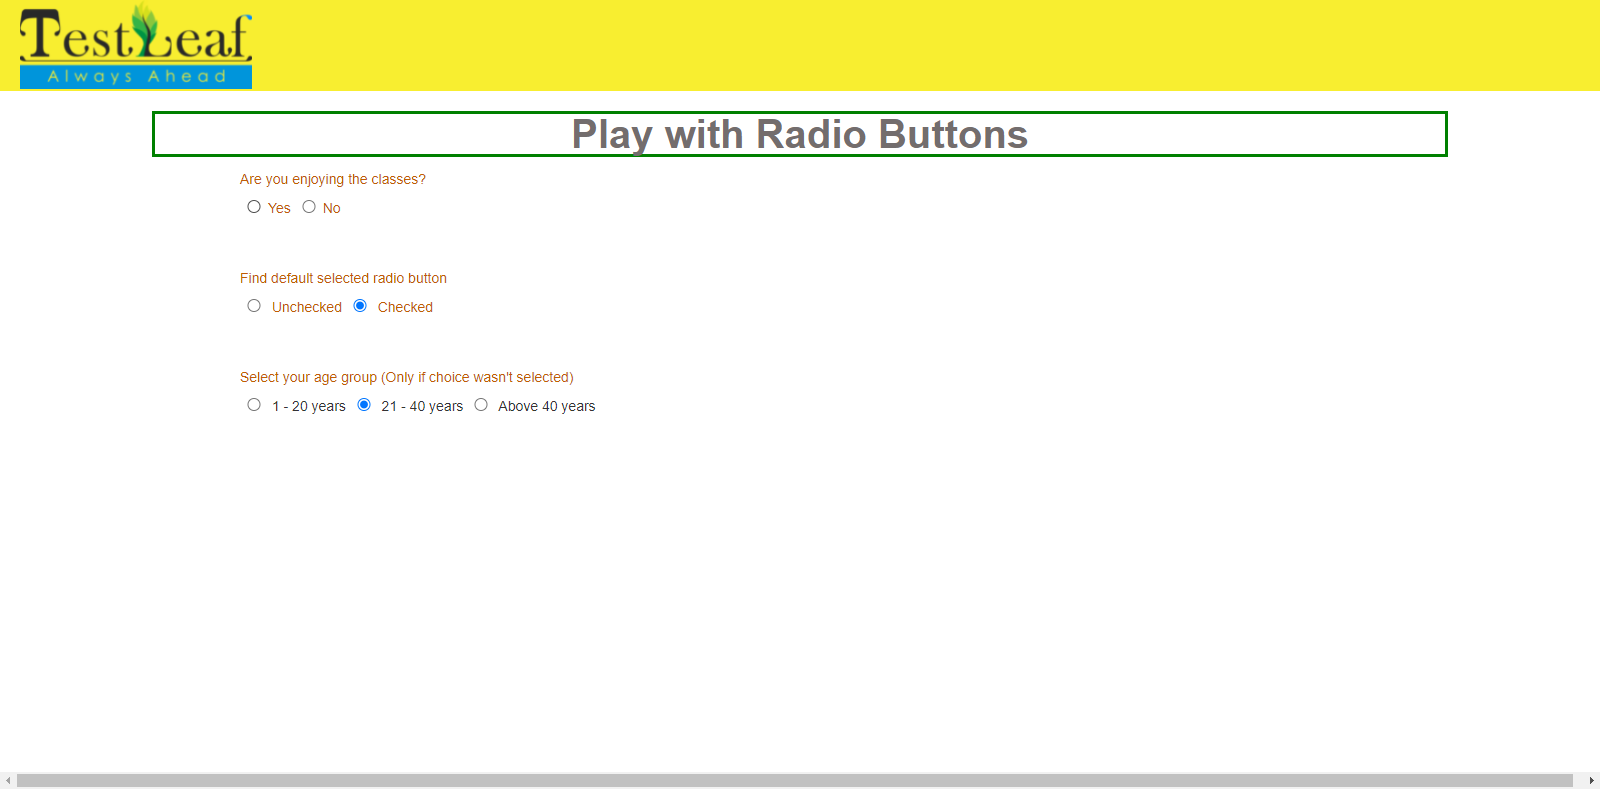 TestLeaf
Always Ahead
Play with Radio Buttons
Are you enjoying the classes?
Yes No
Find default selected radio button
Unchecked Checked
Select your age group (Only if choice wasn't selected)
1 - 20 years 21 - 40 years Above 40 years